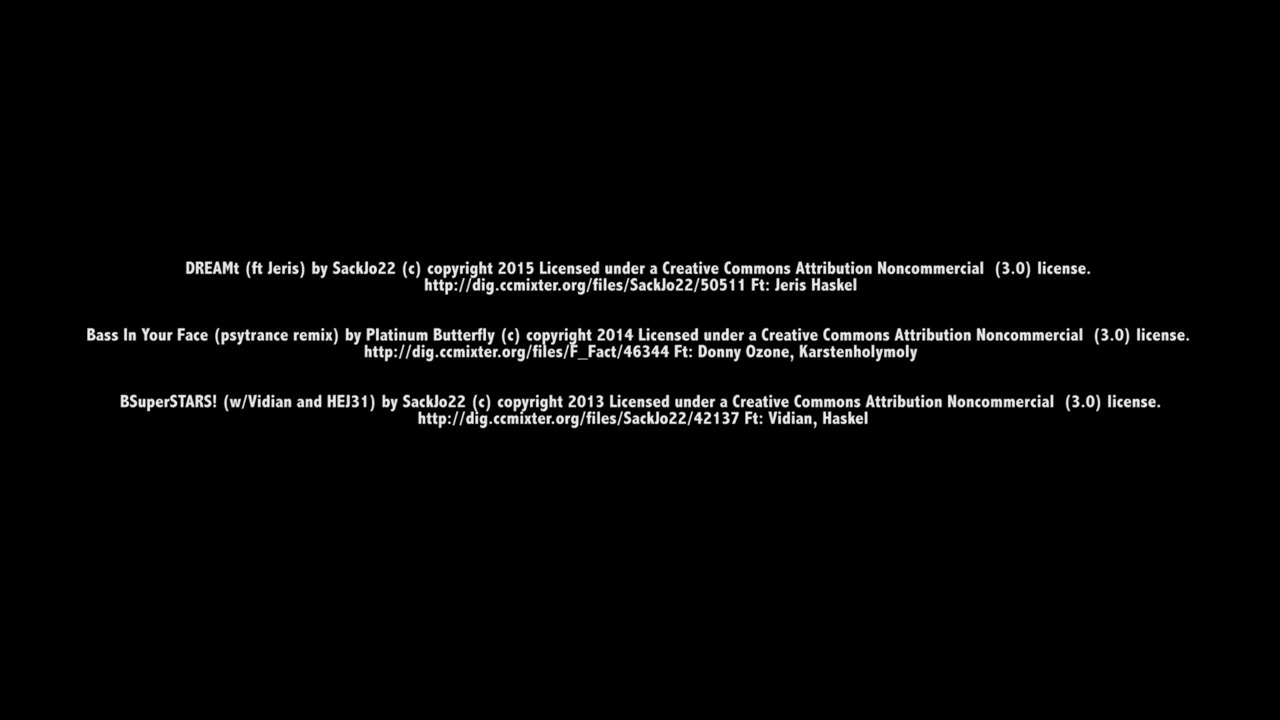 DREAMt (ft Jeris) by SackJo22 (c) copyright 2015 Licensed under a Creative Commons Attribution Noncommercial  (3.0) license.
http://dig.ccmixter.org/files/SackJo22/50511 Ft: Jeris Haskel
Bass In Your Face (psytrance remix) by Platinum Butterfly (c) copyright 2014 Licensed under a Creative Commons Attribution Noncommercial  (3.0) license.
http://dig.ccmixter.org/files/F_Fact/46344 Ft: Donny Ozone, Karstenholymoly
BSuperSTARS! (w/Vidian and HEJ31) by SackJo22 (c) copyright 2013 Licensed under a Creative Commons Attribution Noncommercial  (3.0) license.
http://dig.ccmixter.org/files/SackJo22/42137 Ft: Vidian, Haskel